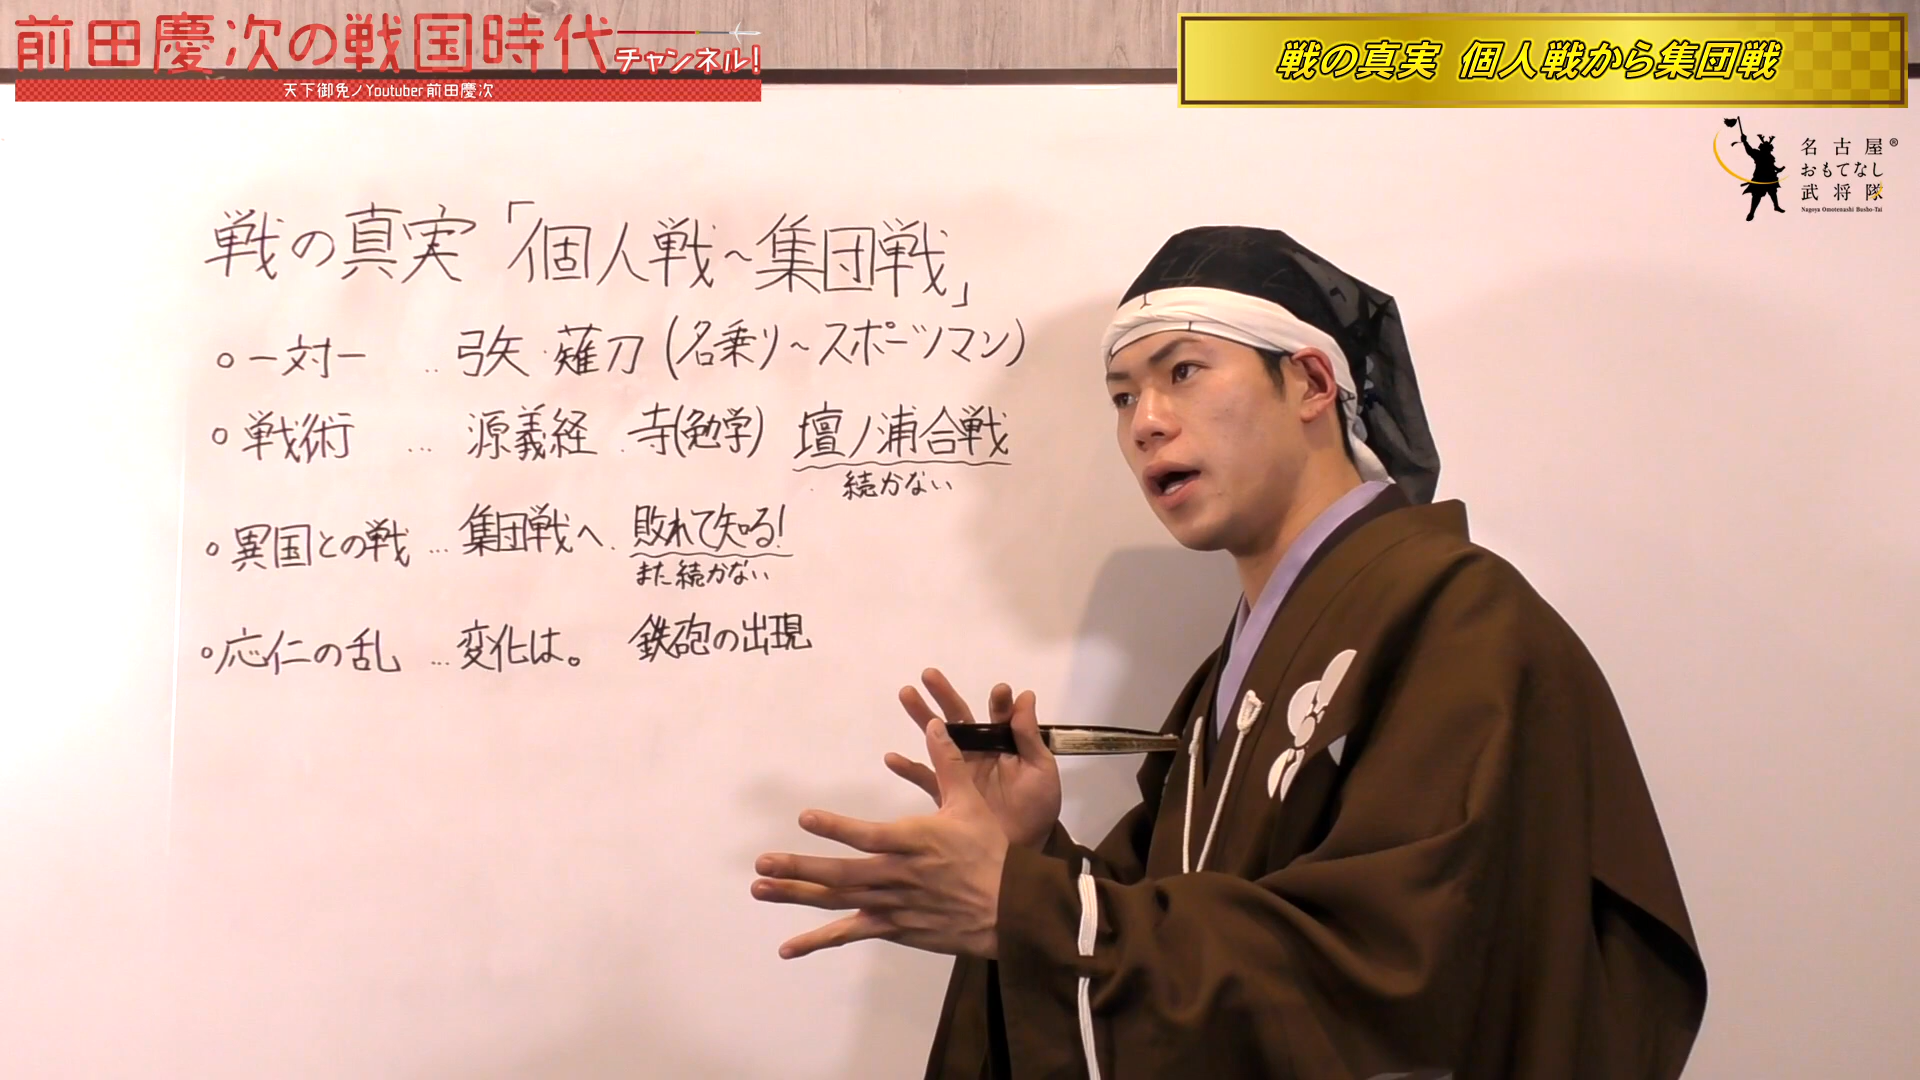 前田慶次の戦国時代チャンネル!
天下御免ノYoutuber前田慶次
戦の真実 個人戦から集団戦
名古屋®
おもてなし
武将隊
Nagoya Omotenashi Busho-Tai
戦の真実「個人戦~集団戦」
○一対一 ‥ 弓矢・薙刀(名乗り~スポーツマン)
○戦術 … 源義経 . 寺(勉学) 壇ノ浦合戦
続かない
○異国との戦 … 集団戦へ. 敗れて知る!
また続かない
○応仁の乱 … 変化は。 鉄砲の出現